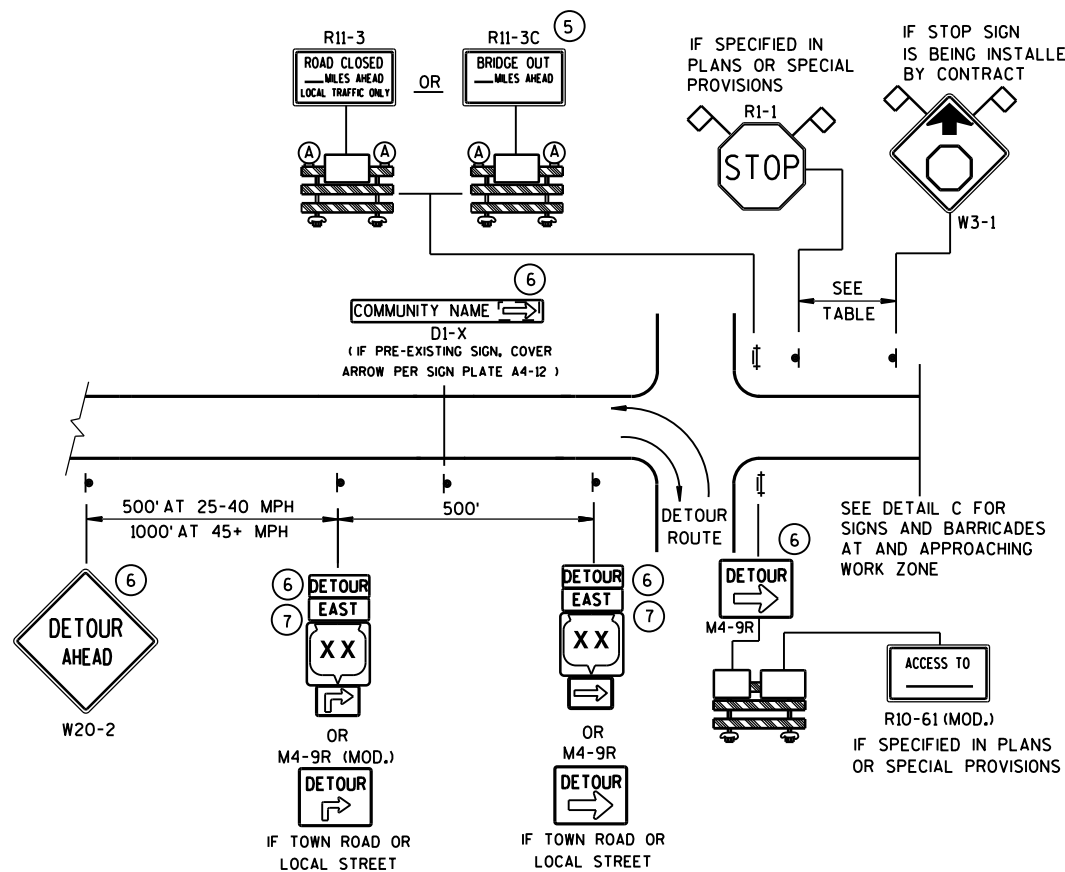 R11-3
ROAD CLOSED
___MILES AHEAD
LOCAL TRAFFIC ONLY
OR
R11-3C
5
BRIDGE OUT
___MILES AHEAD
A
A
A
A
IF SPECIFIED IN
PLANS OR SPECIAL
PROVISIONS
R1-1
STOP
IF STOP SIGN
IS BEING INSTALLE
BY CONTRACT
W3-1
SEE
TABLE
6
COMMUNITY NAME
D1-X
(IF PRE-EXISTING SIGN, COVER
ARROW PER SIGN PLATE A4-12 )
500' AT 25-40 MPH
1000' AT 45+ MPH
500'
DETOUR
ROUTE
SEE DETAIL C FOR
SIGNS AND BARRICADES
AT AND APPROACHING
WORK ZONE
6
DETOUR
AHEAD
W20-2
6
DETOUR
7
EAST
XX
OR
M4-9R (MOD.)
DETOUR
IF TOWN ROAD OR
LOCAL STREET
DETOUR
6
EAST
7
XX
OR
M4-9R
DETOUR
IF TOWN ROAD OR
LOCAL STREET
6
DETOUR
M4-9R
ACCESS TO
________
R10-61 (MOD.)
IF SPECIFIED IN PLANS
OR SPECIAL PROVISIONS